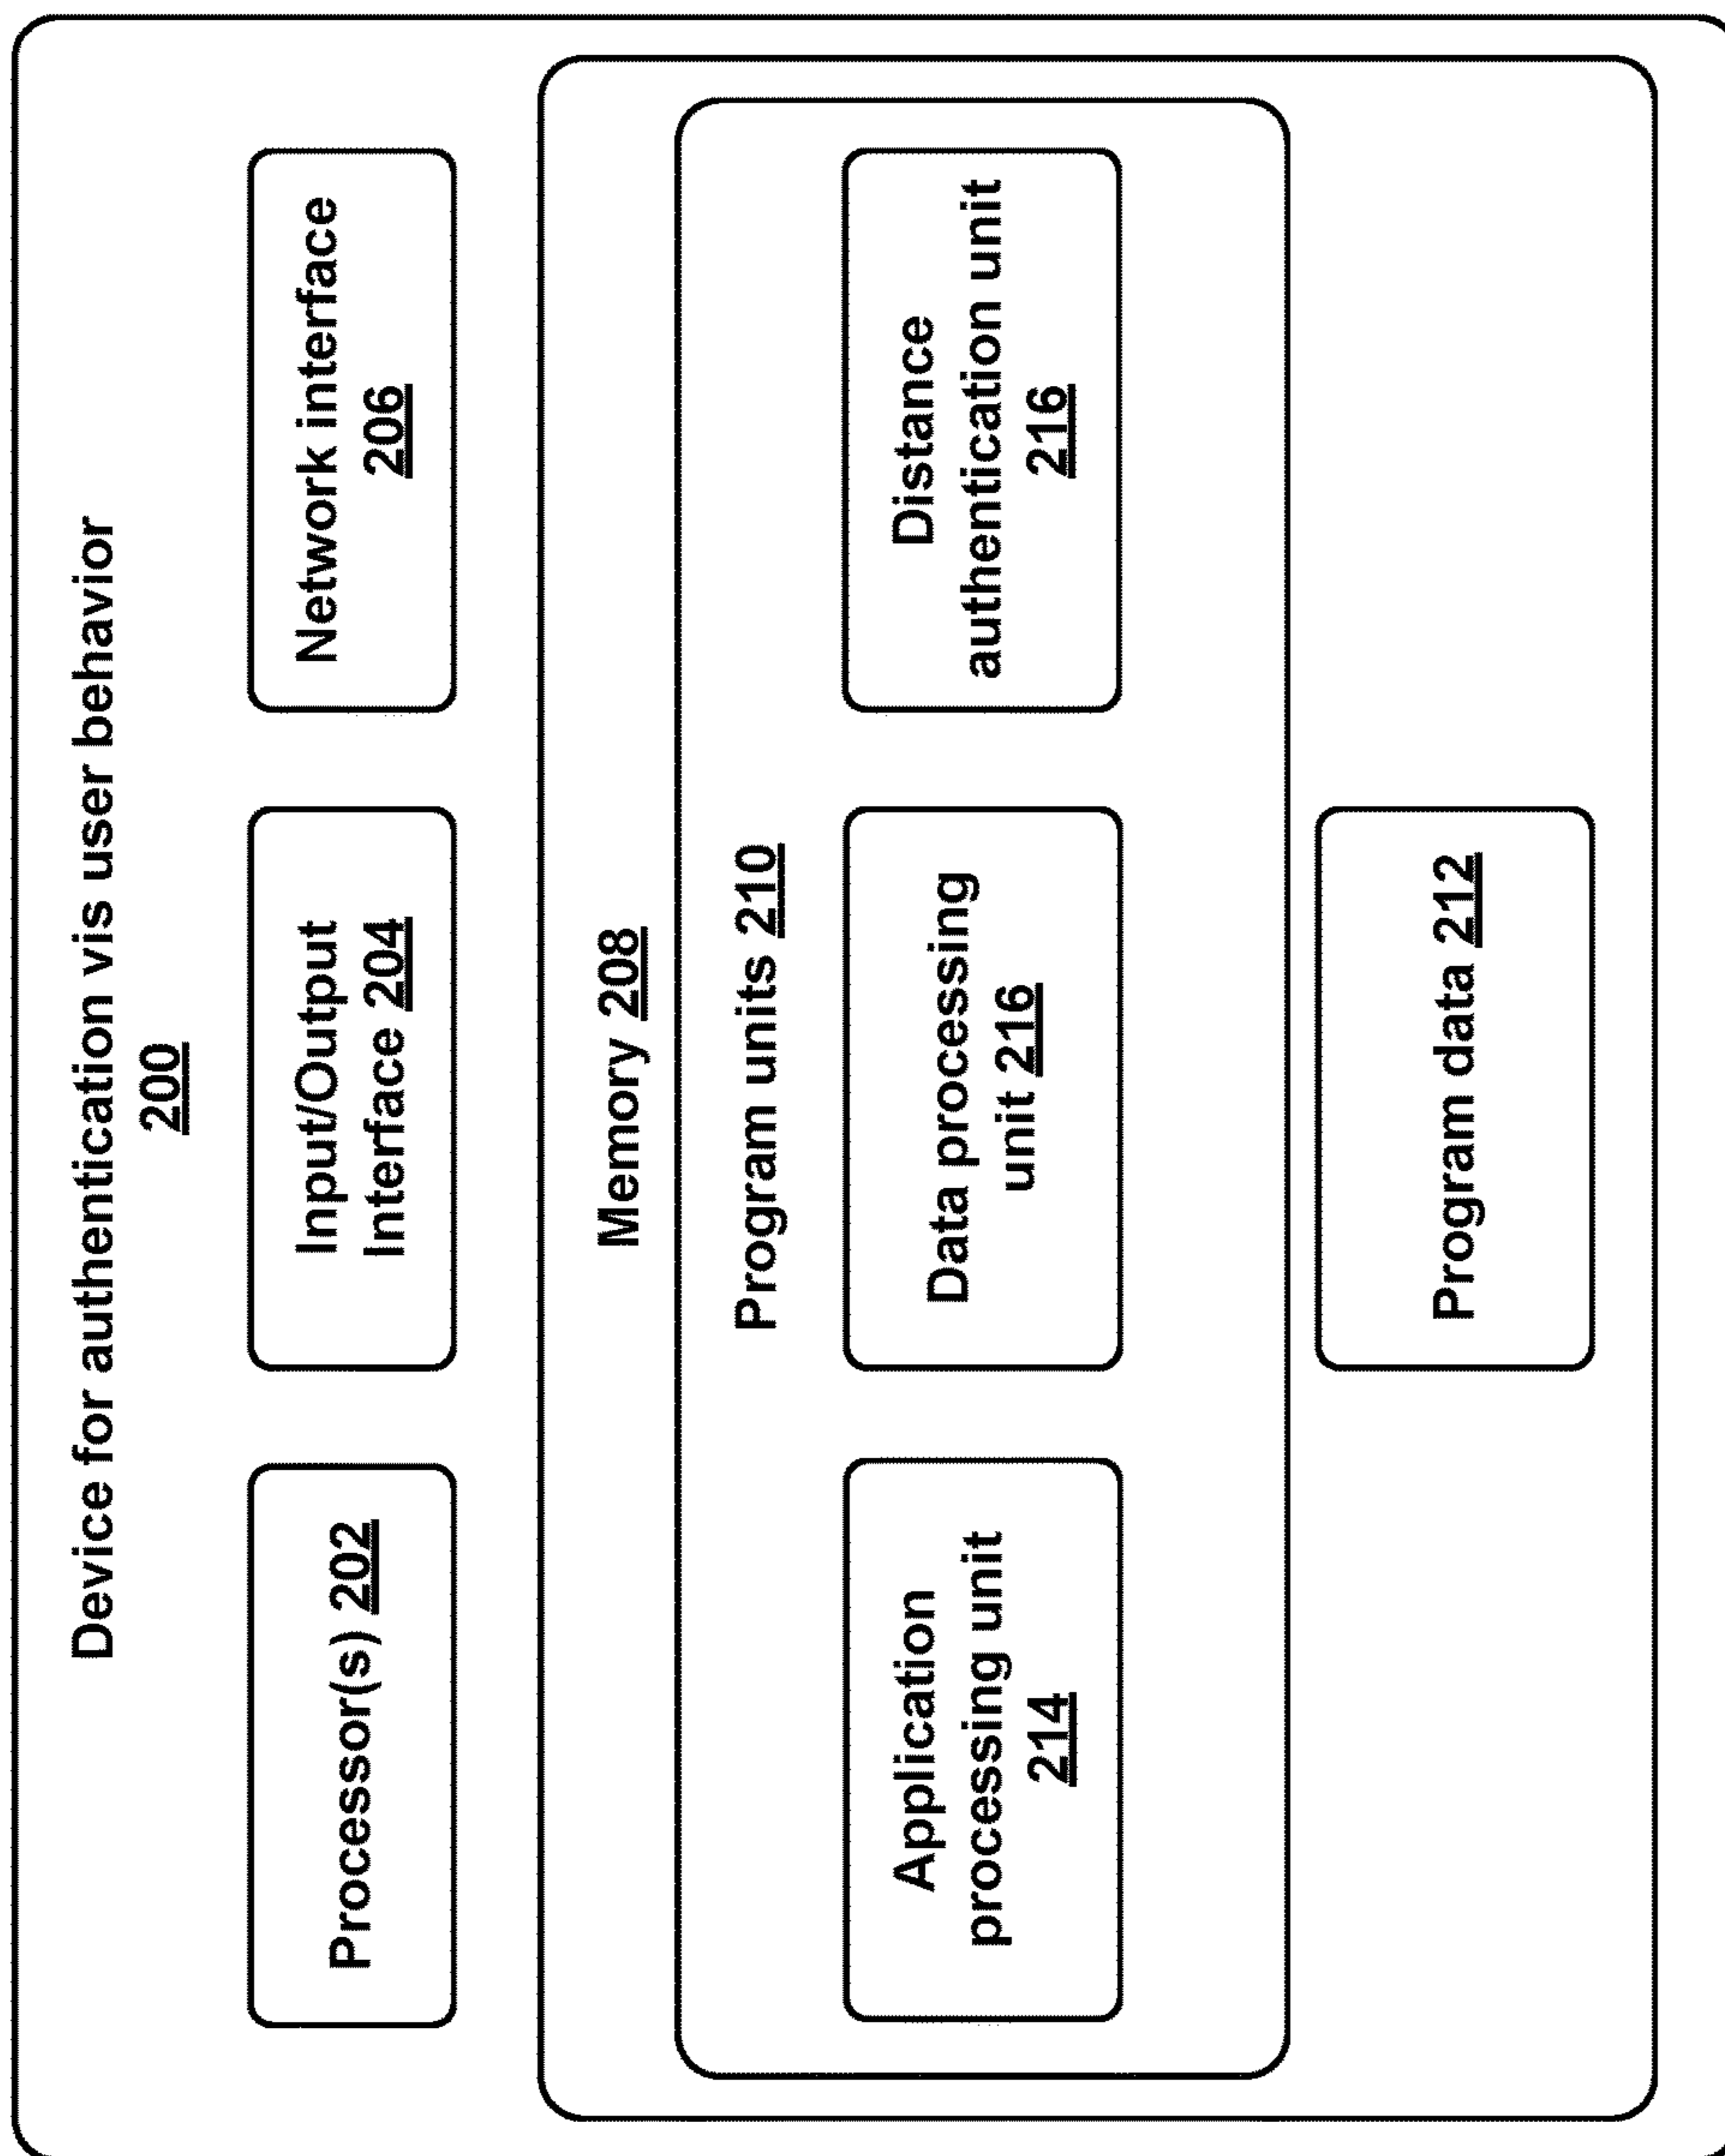 Device for authentication vis user behavior
200
Processor(s) 202
Input/Output
Interface 204
Network interface
206
Memory 208
Program units 210
Application
processing unit
214
Data processing
unit 216
Distance
authentication unit
216
Program data 212